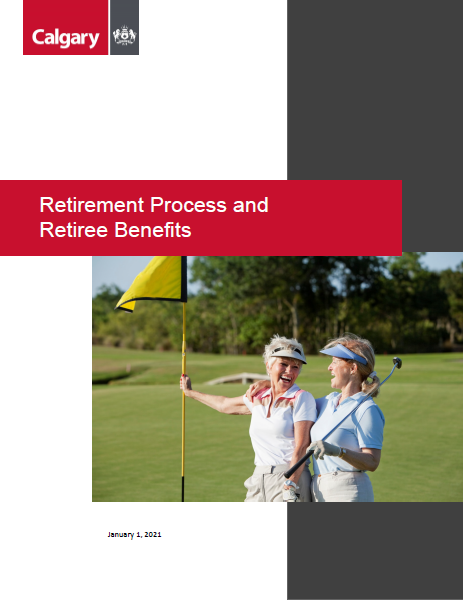 Calgary
Retirement Process and
Retiree Benefits
January 1, 2021